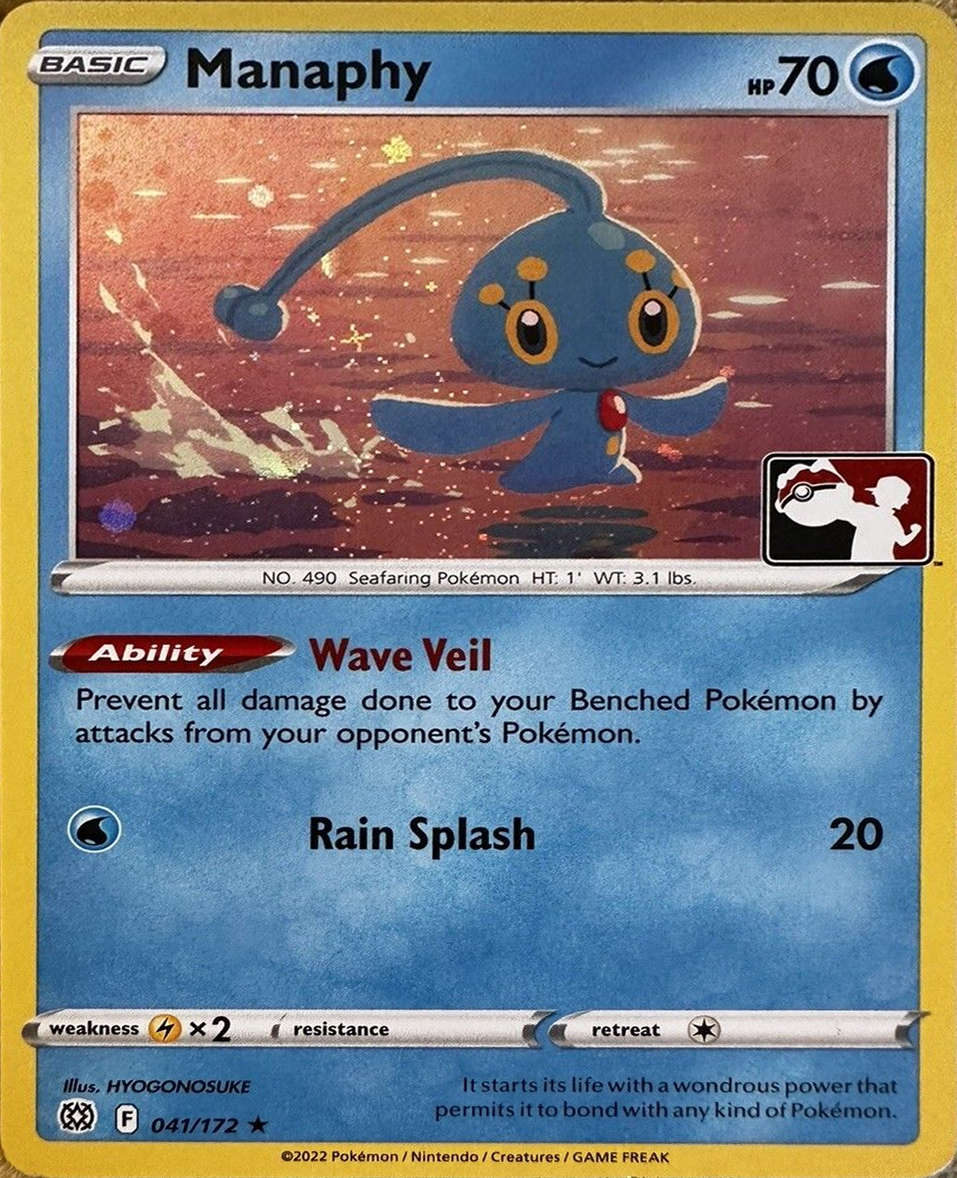 BASIC Manaphy HP 70
NO. 490 Seafaring Pokémon HT: 1' WT: 3.1 lbs.
TM
Ability Wave Veil
Prevent all damage done to your Benched Pokémon by
attacks from your opponent's Pokémon.
Rain Splash 20
weakness ×2 resistance retreat
Illus. HYOGONOSUKE
It starts its life with a wondrous power that
permits it to bond with any kind of Pokémon.
F 041/172 ★
©2022 Pokémon / Nintendo / Creatures / GAME FREAK